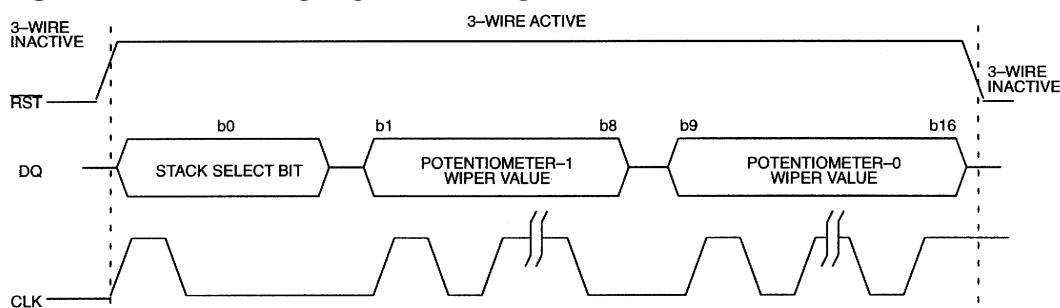 3–WIRE ACTIVE
3–WIRE
INACTIVE
3–WIRE
INACTIVE
RST
b0
b1
b8
b9
b16
DQ
STACK SELECT BIT
POTENTIOMETER–1
WIPER VALUE
POTENTIOMETER–0
WIPER VALUE
CLK